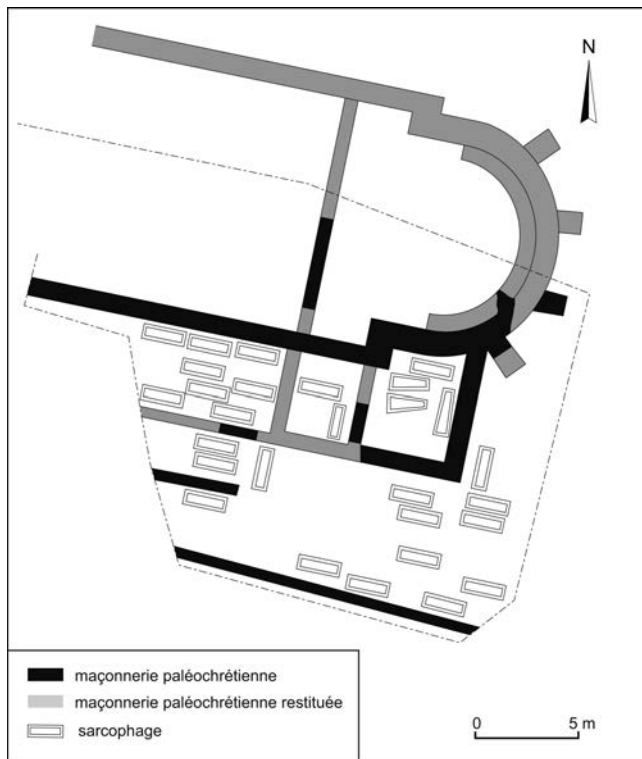 N
maçonnerie paléochrétienne
maçonnerie paléochrétienne restituée
sarcophage
0 5 m